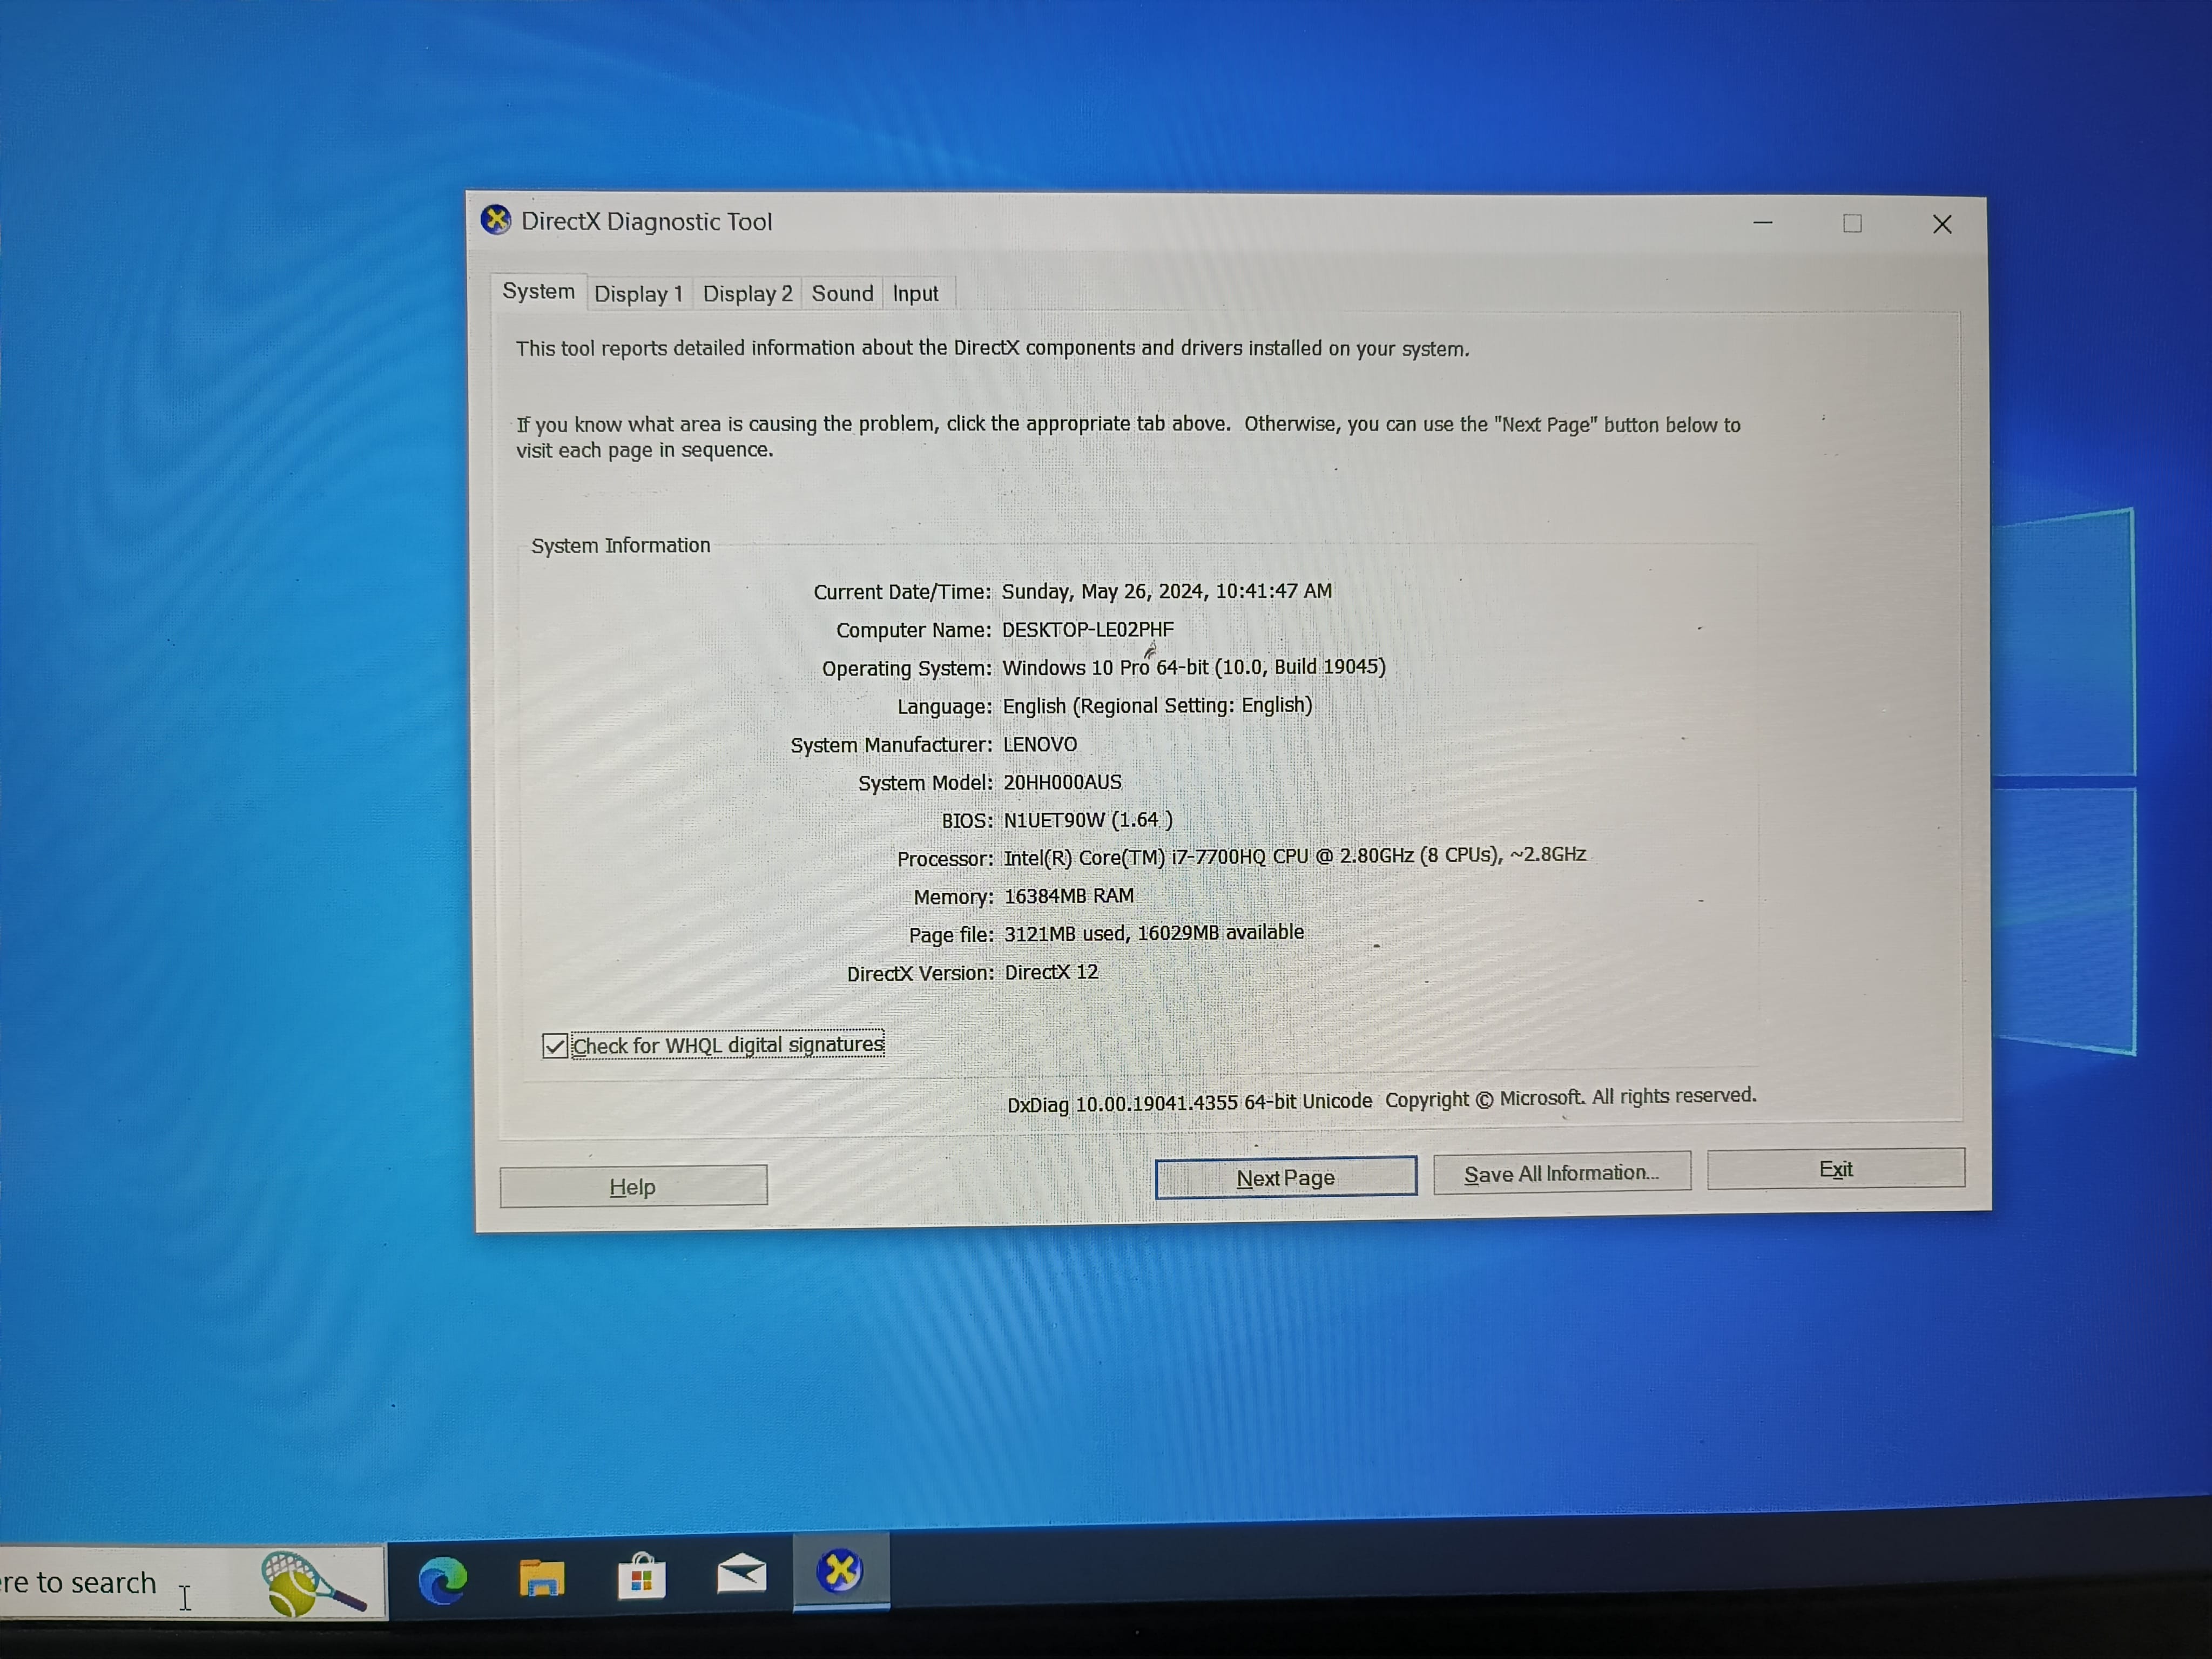 DirectX Diagnostic Tool
System Display 1 Display 2 Sound Input
This tool reports detailed information about the DirectX components and drivers installed on your system.
If you know what area is causing the problem, click the appropriate tab above. Otherwise, you can use the "Next Page" button below to
visit each page in sequence.
System Information
Current Date/Time: Sunday, May 26, 2024, 10:41:47 AM
Computer Name: DESKTOP-LE02PHF
Operating System: Windows 10 Pro 64-bit (10.0, Build 19045)
Language: English (Regional Setting: English)
System Manufacturer: LENOVO
System Model: 20HH000AUS
BIOS: N1UET90W (1.64 )
Processor: Intel(R) Core(TM) i7-7700HQ CPU @ 2.80GHz (8 CPUs), ~2.8GHz
Memory: 16384MB RAM
Page file: 3121MB used, 16029MB available
DirectX Version: DirectX 12
Check for WHQL digital signatures
DxDiag 10.00.19041.4355 64-bit Unicode Copyright © Microsoft. All rights reserved.
Help Next Page Save All Information... Exit
re to search